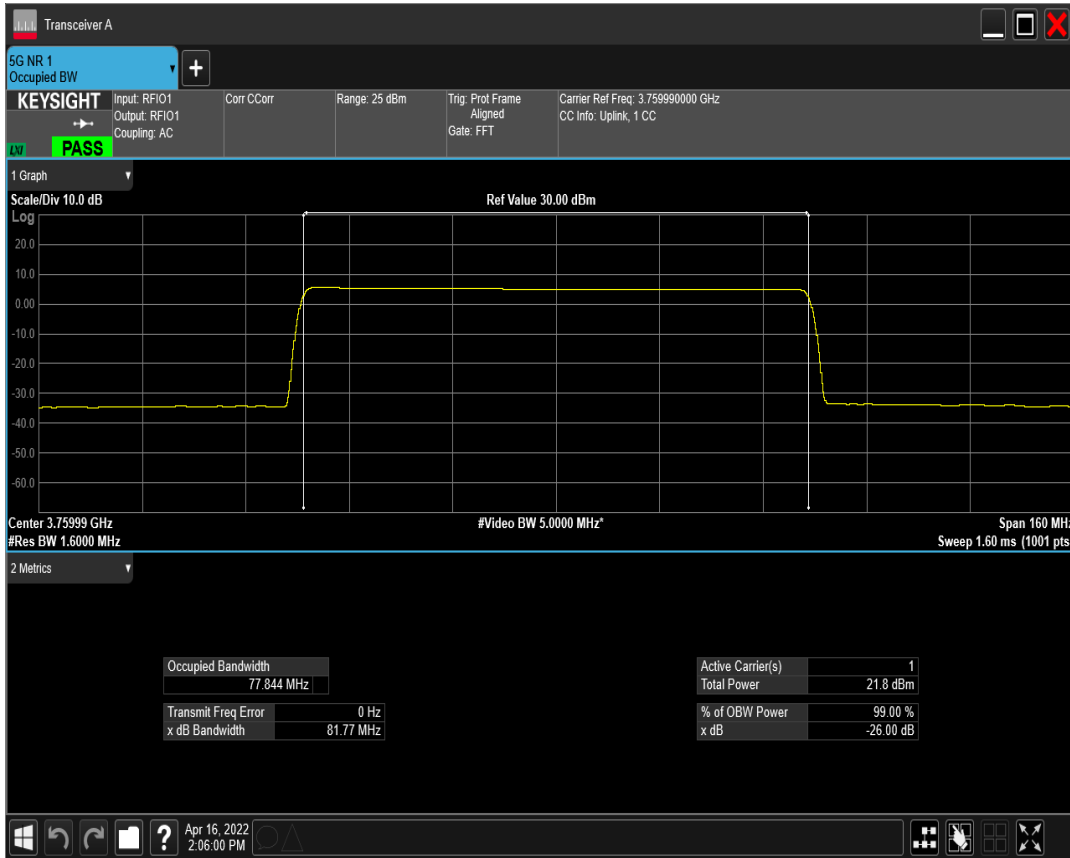 Transceiver A
5G NR 1
Occupied BW
KEYSIGHT
LXI
PASS
Input: RFIO1
Output: RFIO1
Coupling: AC
Corr CCorr
Range: 25 dBm
Trig: Prot Frame
Aligned
Gate: FFT
Carrier Ref Freq: 3.759990000 GHz
CC Info: Uplink, 1 CC
1 Graph
Scale/Div 10.0 dB
Ref Value 30.00 dBm
Log
20.0
10.0
0.00
-10.0
-20.0
-30.0
-40.0
-50.0
-60.0
Center 3.75999 GHz
#Video BW 5.0000 MHz*
Span 160 MHz
#Res BW 1.6000 MHz
Sweep 1.60 ms (1001 pts
2 Metrics
Occupied Bandwidth
77.844 MHz
Transmit Freq Error 0 Hz
x dB Bandwidth 81.77 MHz
Active Carrier(s) 1
Total Power 21.8 dBm
% of OBW Power 99.00 %
x dB -26.00 dB
Apr 16, 2022
2:06:00 PM